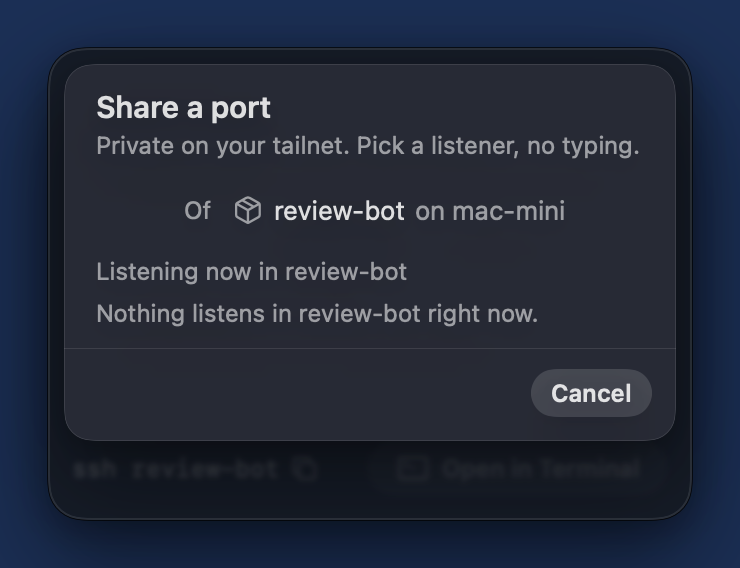 Share a port
Private on your tailnet. Pick a listener, no typing.
Of review-bot on mac-mini
Listening now in review-bot
Nothing listens in review-bot right now.
Cancel
ssh review-bot
Open in Terminal